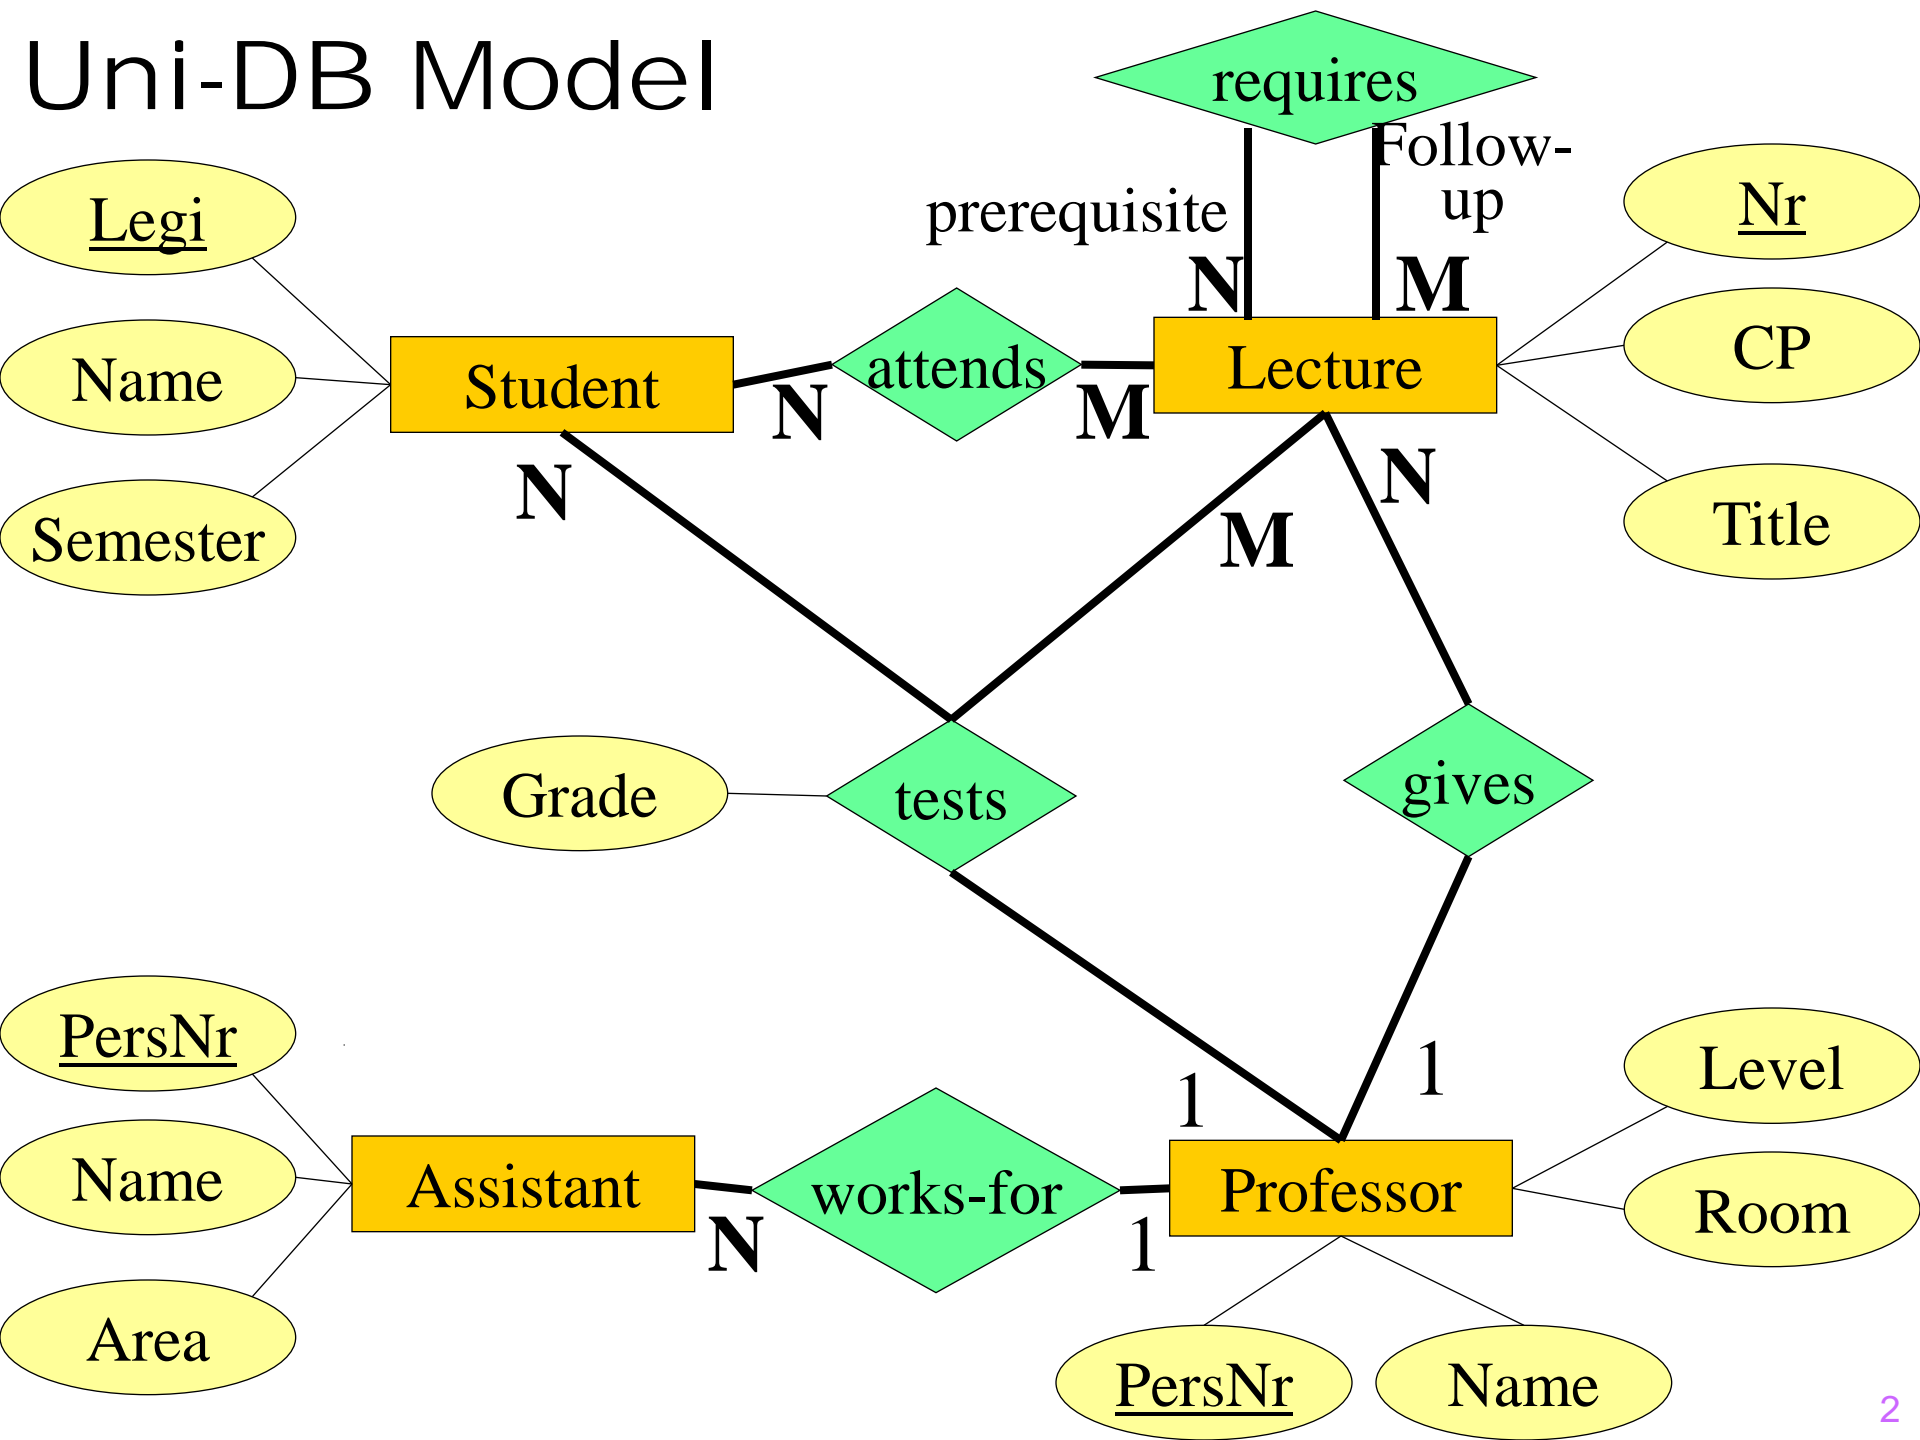 Uni-DB Model
requires
Follow-
up
prerequisite
N
M
Legi
Nr
Name
Student
N
attends
M
Lecture
CP
N
N
M
Semester
Title
Grade
tests
gives
PersNr
1
1
Level
Name
Assistant
N
works-for
1
Professor
Room
Area
PersNr
Name
2